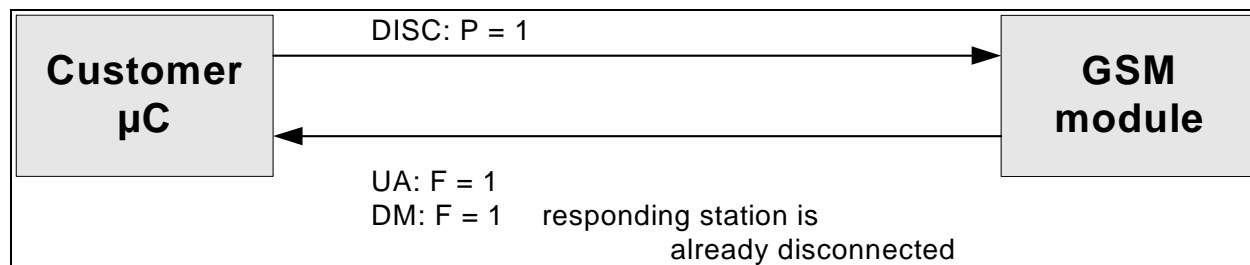 DISC: P = 1
Customer
µC
GSM
module
UA: F = 1
DM: F = 1 responding station is
already disconnected